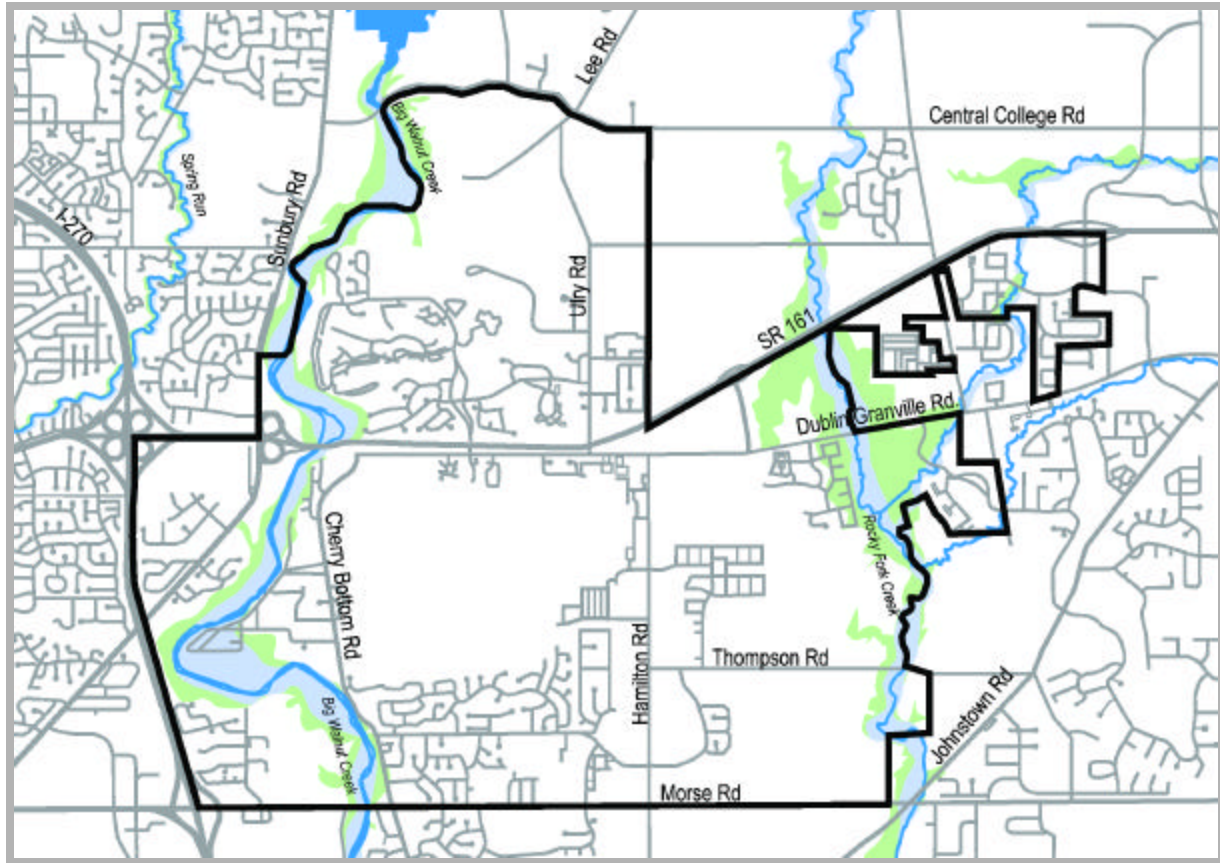 Lee Rd
Central College Rd
Big Walnut Creek
Spring Run
I-270
Sunbury Rd
Ulry Rd
SR 161
Dublin Granville Rd.
Cherry Bottom Rd
Rocky Fork Creek
Hamilton Rd
Thompson Rd
Johnstown Rd
Big Walnut Creek
Morse Rd